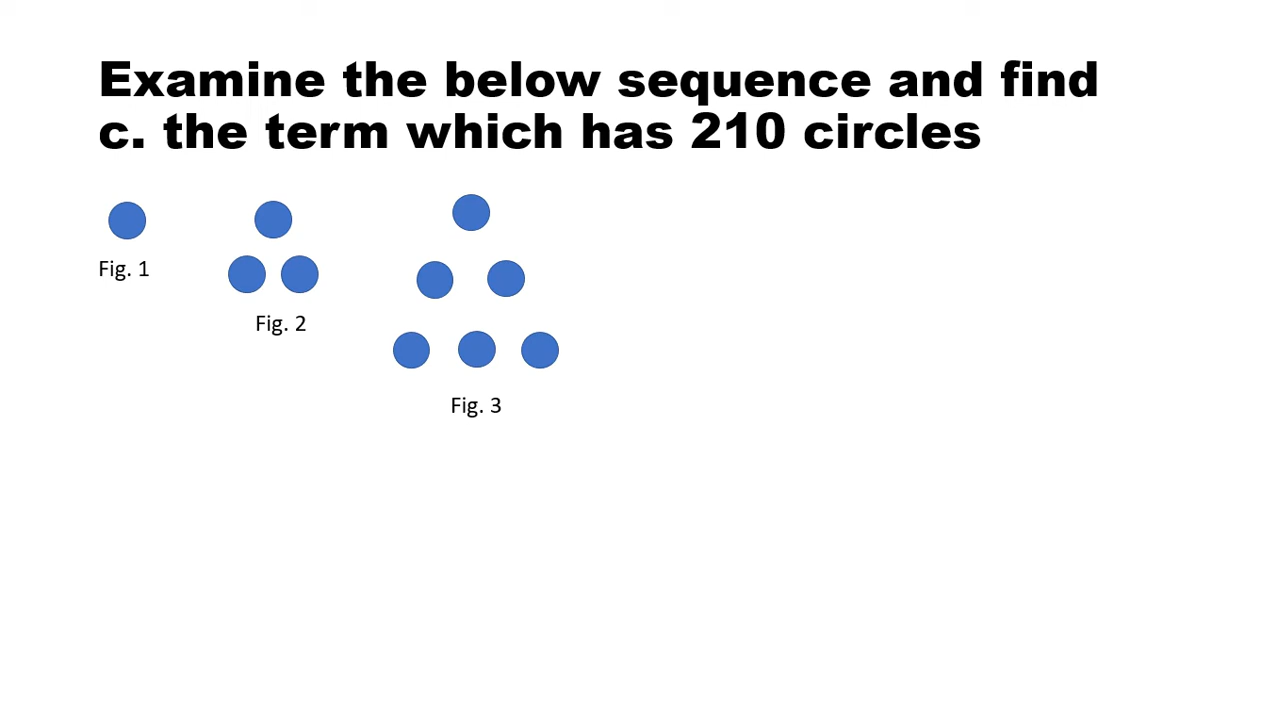 Examine the below sequence and find
c. the term which has 210 circles
Fig. 1
Fig. 2
Fig. 3